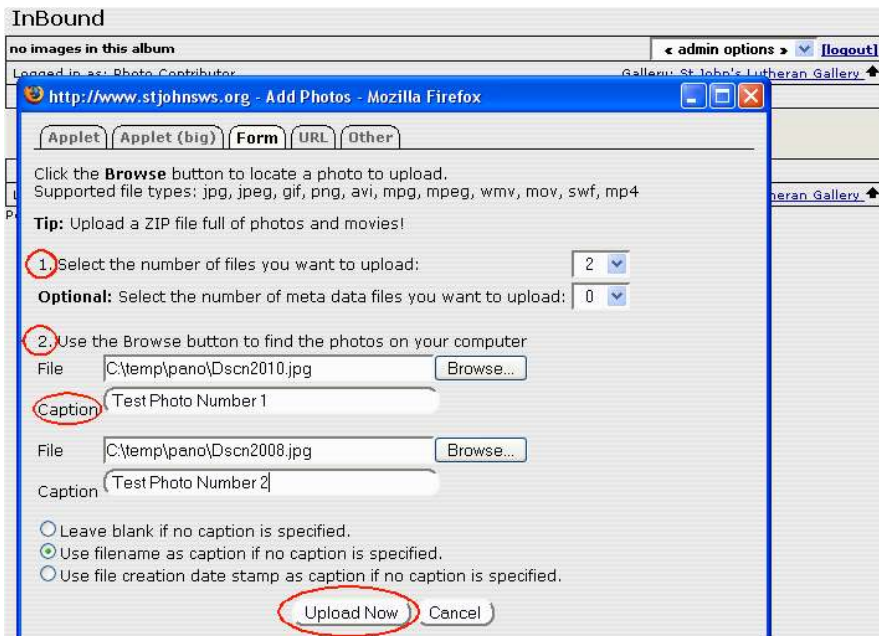 InBound
no images in this album
« admin options » [logout]
Logged in as: Photo Contributor Gallery: St John's Lutheran Gallery
http://www.stjohnsws.org - Add Photos - Mozilla Firefox
Applet Applet (big) Form URL Other
Click the Browse button to locate a photo to upload.
Supported file types: jpg, jpeg, gif, png, avi, mpg, mpeg, wmv, mov, swf, mp4
heran Gallery
Tip: Upload a ZIP file full of photos and movies!
1. Select the number of files you want to upload: 2
Optional: Select the number of meta data files you want to upload: 0
2. Use the Browse button to find the photos on your computer
File C:\temp\pano\Dscn2010.jpg Browse...
Caption Test Photo Number 1
File C:\temp\pano\Dscn2008.jpg Browse...
Caption Test Photo Number 2
Leave blank if no caption is specified.
Use filename as caption if no caption is specified.
Use file creation date stamp as caption if no caption is specified.
Upload Now Cancel